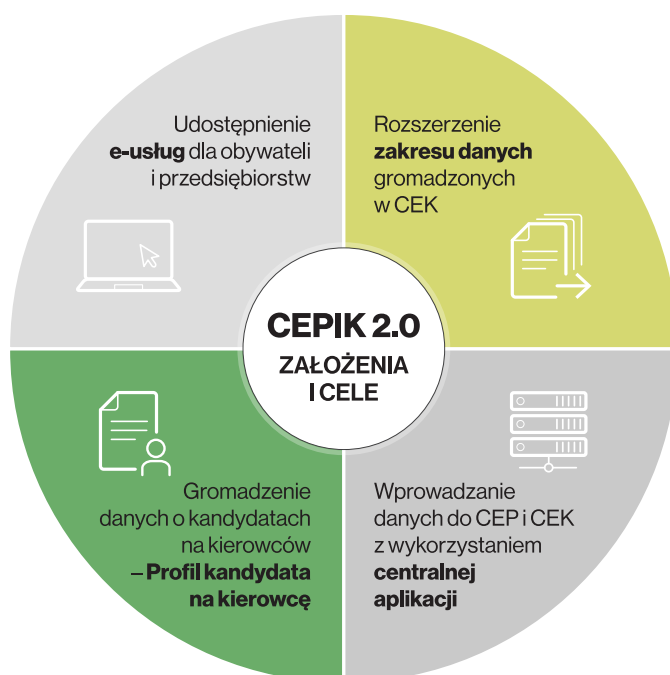 Udostępnienie
e-usług dla obywateli
i przedsiębiorstw
Rozszerzenie
zakresu danych
gromadzonych
w CEK
CEPIK 2.0
ZAŁOŻENIA
I CELE
Gromadzenie
danych o kandydatach
na kierowców
– Profil kandydata
na kierowcę
Wprowadzanie
danych do CEP i CEK
z wykorzystaniem
centralnej
aplikacji